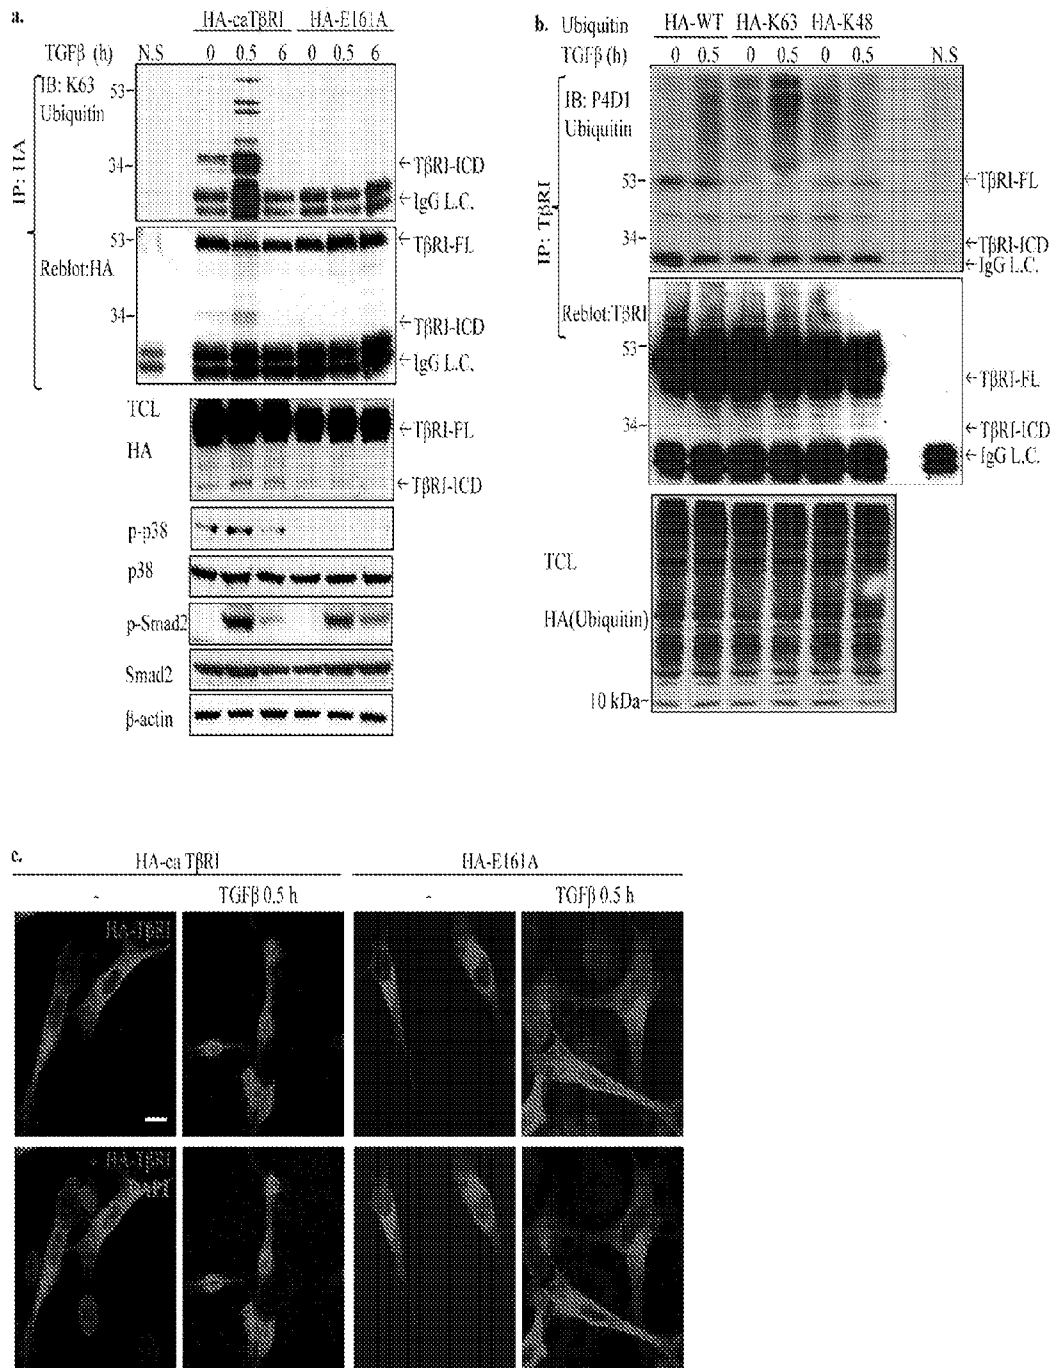 a.
HA-caTβRI HA-E161A
TGFβ (h) N.S 0 0.5 6 0 0.5 6
IP: HA
IB: K63
Ubiquitin
53-
34-
←TβRI-ICD
←IgG L.C.
53-
←TβRI-FL
Reblot:HA
34-
←TβRI-ICD
←IgG L.C.
TCL
←TβRI-FL
HA
←TβRI-ICD
p-p38
p38
p-Smad2
Smad2
β-actin
b.
Ubiquitin HA-WT HA-K63 HA-K48
TGFβ (h) 0 0.5 0 0.5 0 0.5 N.S
IP: TβRI
IB: P4D1
Ubiquitin
53-
←TβRI-FL
34-
←TβRI-ICD
←IgG L.C.
Reblot:TβRI
53-
←TβRI-FL
34-
←TβRI-ICD
←IgG L.C.
TCL
HA(Ubiquitin)
10 kDa-
c.
HA-ca TβRI HA-E161A
- TGFβ 0.5 h - TGFβ 0.5 h
HA-TβRI
HA-TβRI
DAPI